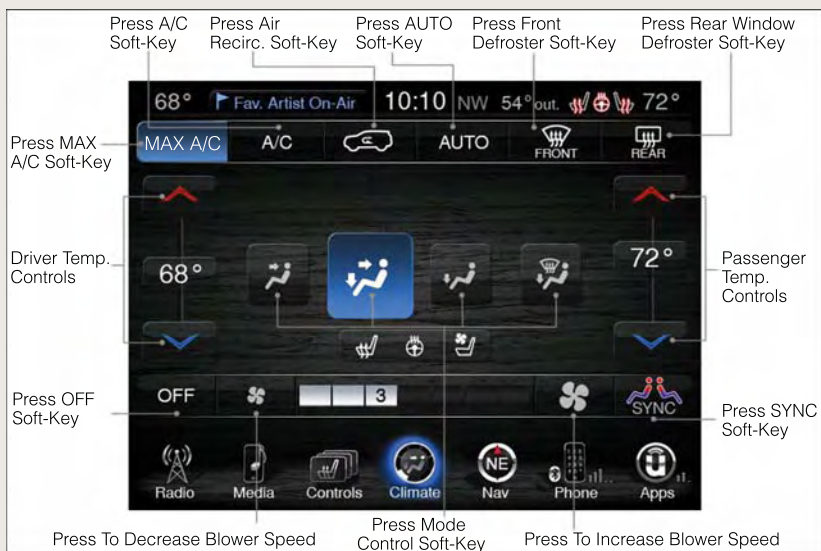 Press A/C
Soft-Key
Press Air
Recirc. Soft-Key
Press AUTO
Soft-Key
Press Front
Defroster Soft-Key
Press Rear Window
Defroster Soft-Key
68°
Fav. Artist On-Air
10:10 NW 54° out.
72°
Press MAX
A/C Soft-Key
MAX A/C
A/C
AUTO
FRONT
REAR
Driver Temp.
Controls
68°
72°
Passenger
Temp.
Controls
Press OFF
Soft-Key
OFF
3
SYNC
Press SYNC
Soft-Key
Radio
Media
Controls
Climate
NE
Nav
Phone
Apps
Press To Decrease Blower Speed
Press Mode
Control Soft-Key
Press To Increase Blower Speed